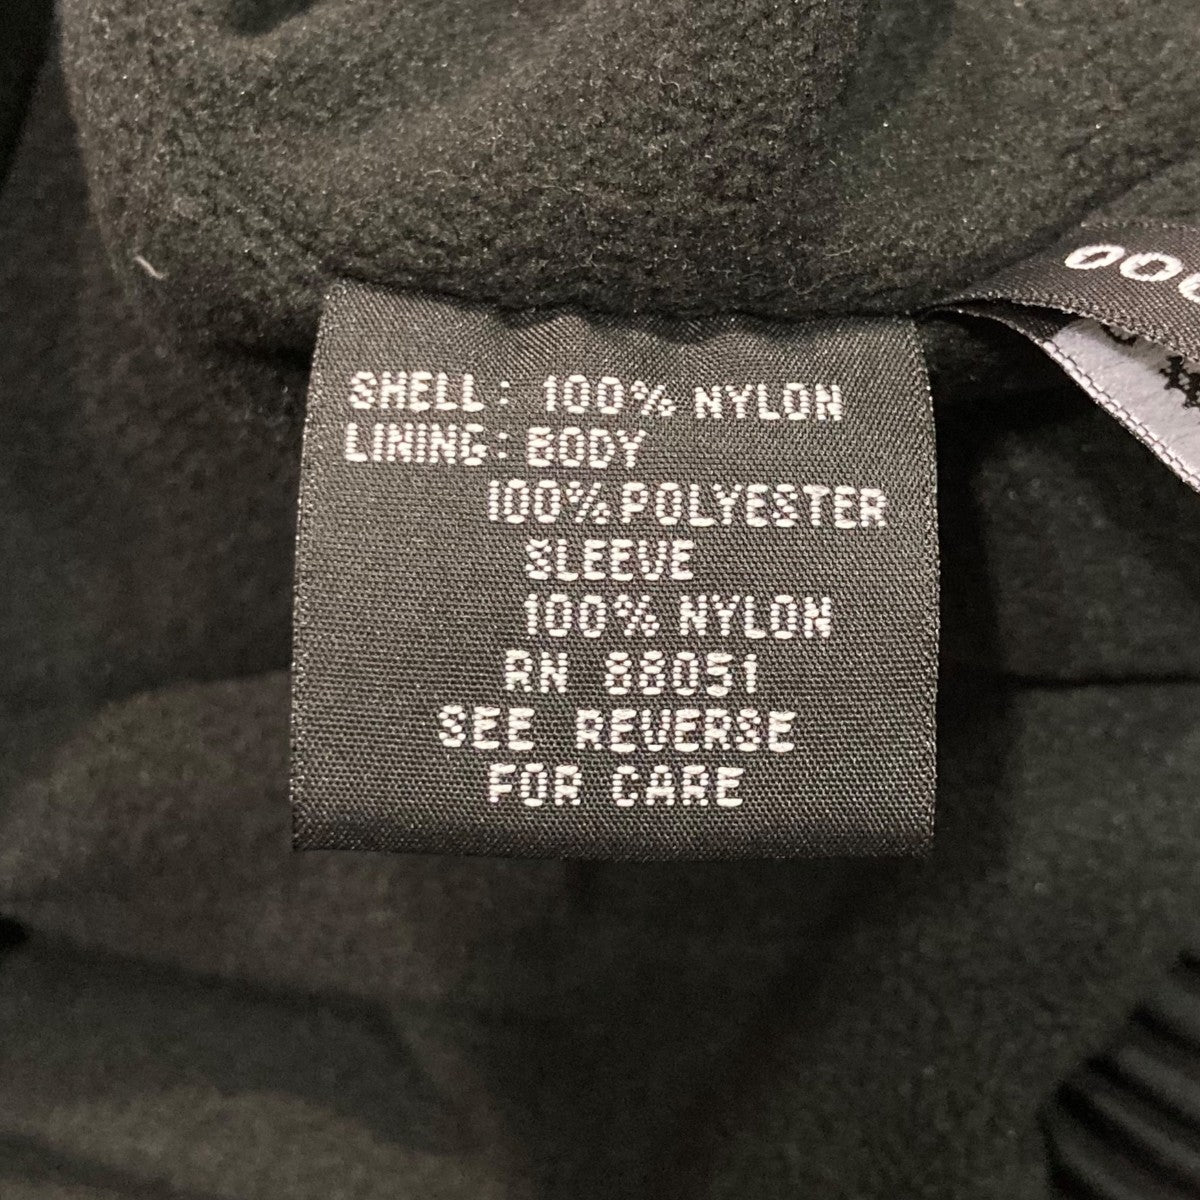 SHELL: 100% NYLON
LINING: BODY
100% POLYESTER
SLEEVE
100% NYLON
RN 88051
SEE REVERSE
FOR CARE